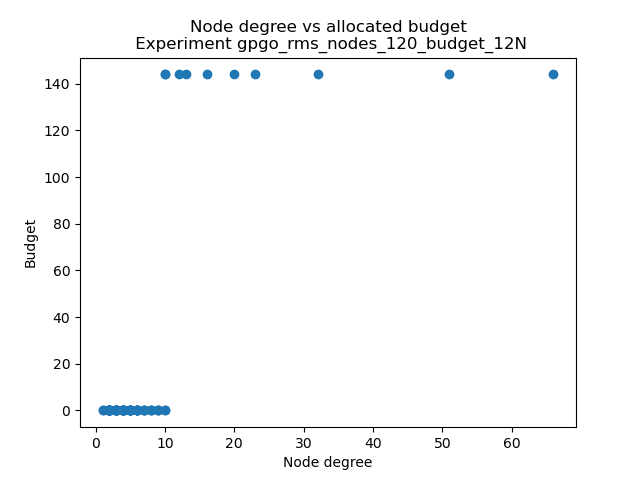 Node degree vs allocated budget
Experiment gpgo_rms_nodes_120_budget_12N
140
120
100
80
60
40
20
0
Budget
0 10 20 30 40 50 60
Node degree